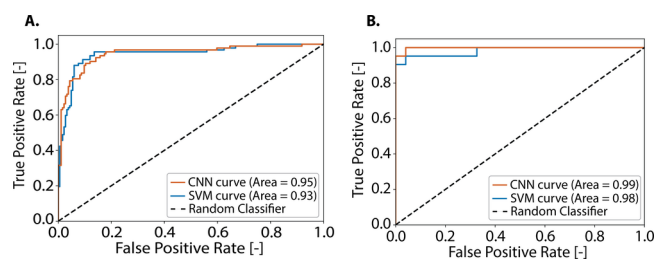 A.
1.0
0.8
0.6
0.4
0.2
0.0
True Positive Rate [-]
CNN curve (Area = 0.95)
SVM curve (Area = 0.93)
Random Classifier
0.0 0.2 0.4 0.6 0.8 1.0
False Positive Rate [-]
B.
1.0
0.8
0.6
0.4
0.2
0.0
True Positive Rate [-]
CNN curve (Area = 0.99)
SVM curve (Area = 0.98)
Random Classifier
0.0 0.2 0.4 0.6 0.8 1.0
False Positive Rate [-]